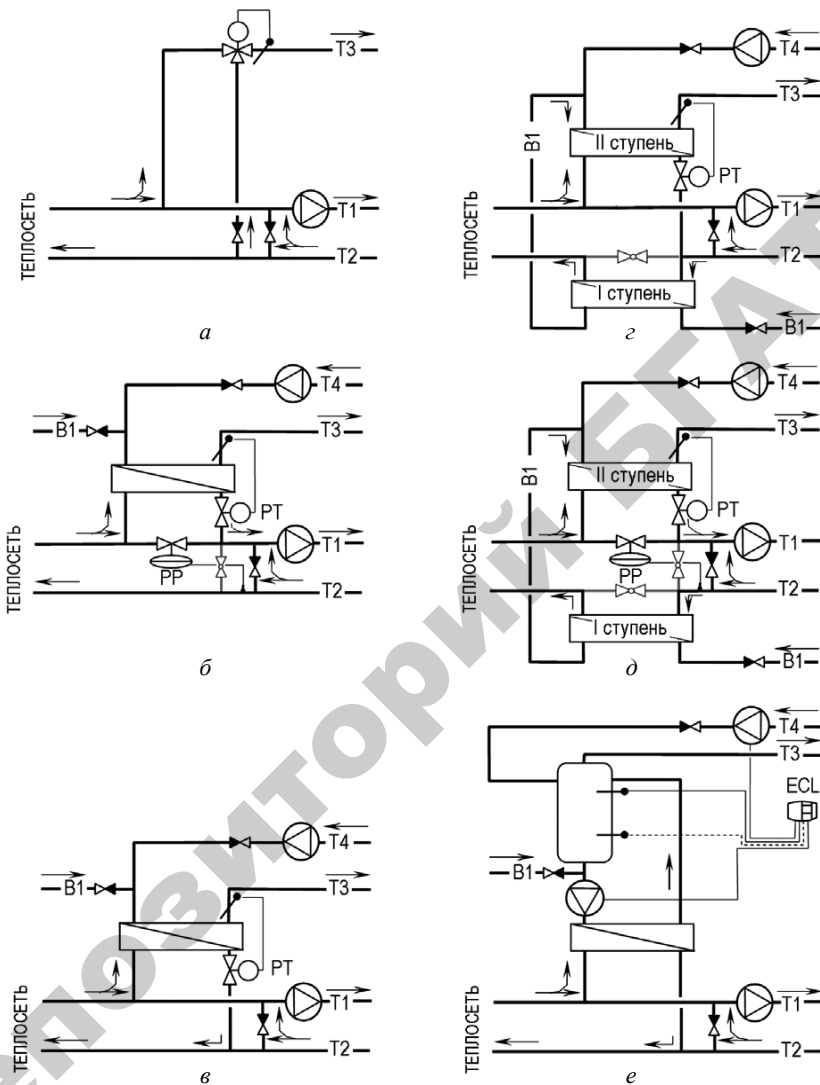 Т3
Т1
Т2
ТЕПЛОСЕТЬ
а
Т4
Т3
В1
II ступень
РТ
Т1
Т2
ТЕПЛОСЕТЬ
I ступень
В1
г
Т4
Т3
В1
РТ
Т1
РР
Т2
ТЕПЛОСЕТЬ
б
Т4
Т3
В1
II ступень
РТ
Т1
РР
Т2
ТЕПЛОСЕТЬ
I ступень
В1
д
Т4
Т3
В1
РТ
Т1
Т2
ТЕПЛОСЕТЬ
в
Т4
Т3
ECL
В1
Т1
Т2
ТЕПЛОСЕТЬ
е
епозиторий БГАТ